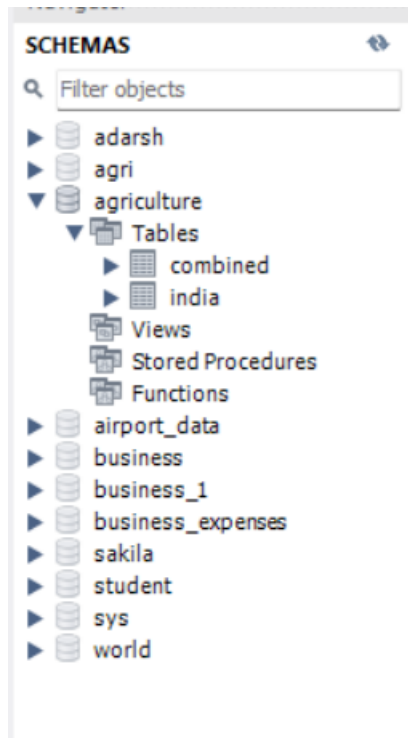 SCHEMAS
Filter objects
adarsh
agri
agriculture
Tables
combined
india
Views
Stored Procedures
Functions
airport_data
business
business_1
business_expenses
sakila
student
sys
world